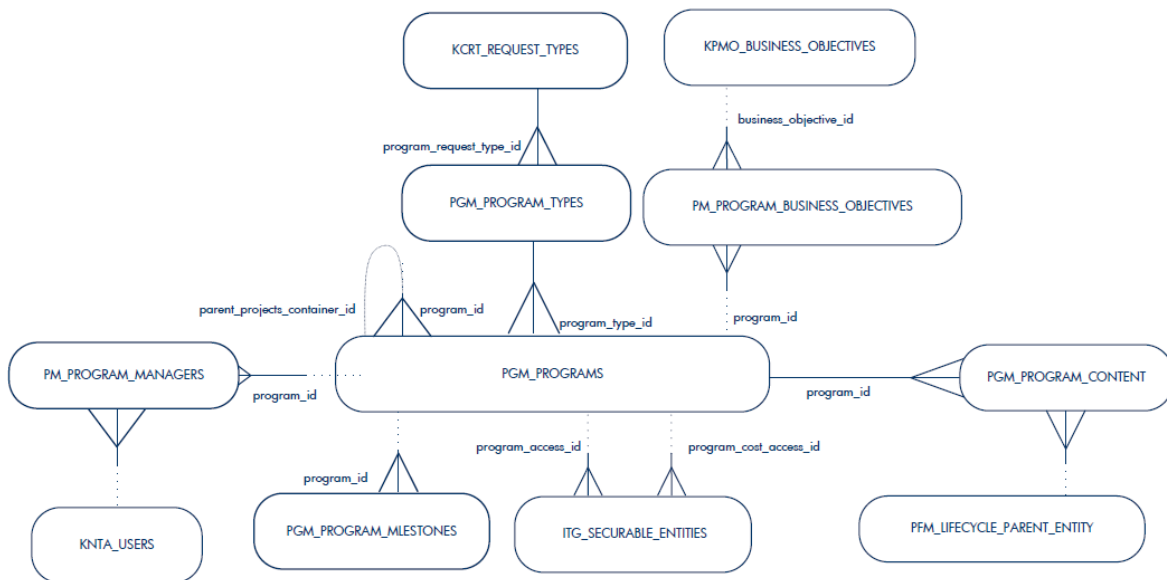 KCRT_REQUEST_TYPES
KPMO_BUSINESS_OBJECTIVES
business_objective_id
program_request_type_id
PGM_PROGRAM_TYPES
PM_PROGRAM_BUSINESS_OBJECTIVES
parent_projects_container_id
program_id
program_type_id
program_id
PM_PROGRAM_MANAGERS
PGM_PROGRAMS
PGM_PROGRAM_CONTENT
program_id
program_id
program_access_id
program_cost_access_id
program_id
PGM_PROGRAM_MLESTONES
ITG_SECURABLE_ENTITIES
PFM_LIFECYCLE_PARENT_ENTITY
KNTA_USERS